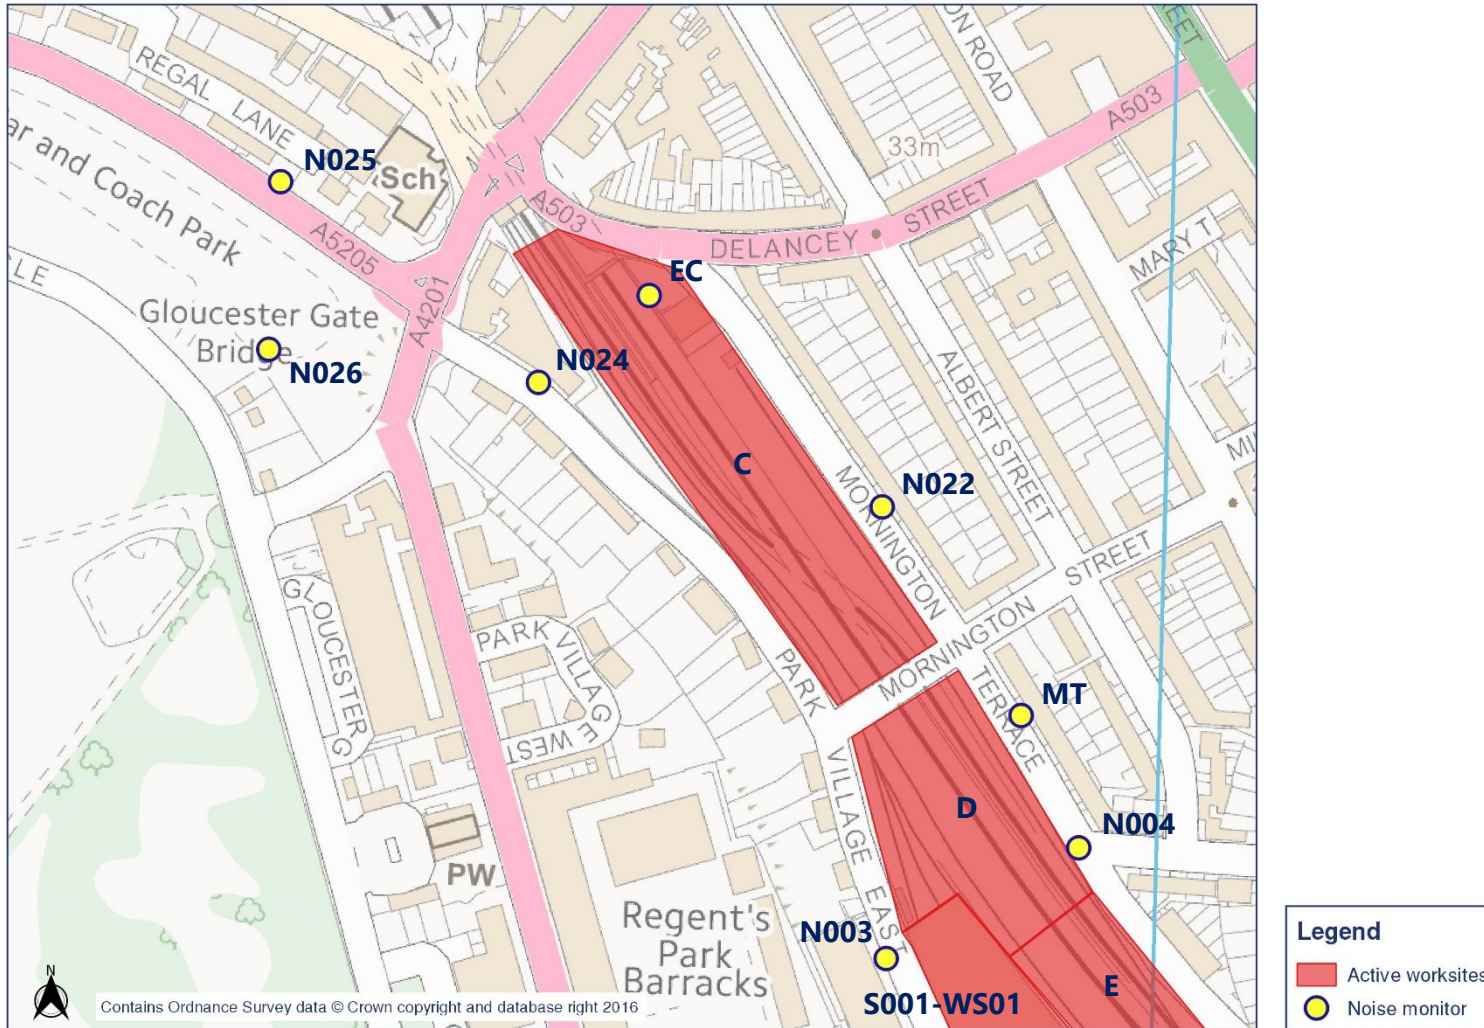 REGAL LANE
N025
Sch
ar and Coach Park
A5205
A4201
A503
DELANCEY STREET
A503
33m
ON ROAD
EET
MARY T
EC
Gloucester Gate
Bridge
N026
N024
C
N022
ALBERT STREET
MORNINGTON TERRACE
MORNINGTON STREET
MI
GLOUCESTER G
PARK VILLAGE WEST
PARK VILLAGE EAST
MT
D
N004
PW
Regent's
Park
Barracks
N003
S001-WS01
E
N
Contains Ordnance Survey data © Crown copyright and database right 2016
Legend
Active worksites
Noise monitor